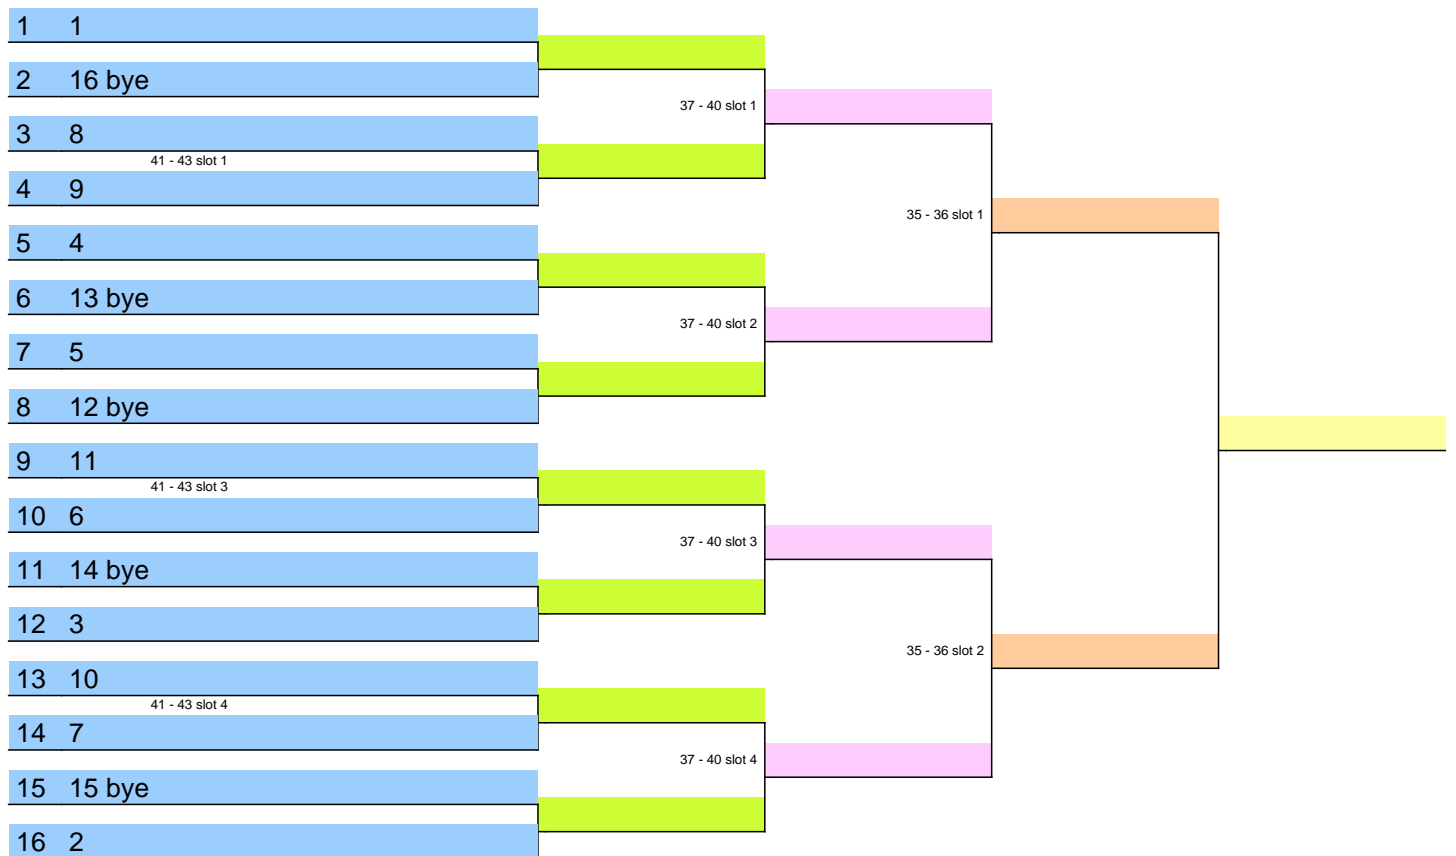 1 1
2 16 bye
37 - 40 slot 1
3 8
41 - 43 slot 1
4 9
35 - 36 slot 1
5 4
6 13 bye
37 - 40 slot 2
7 5
8 12 bye
9 11
41 - 43 slot 3
10 6
37 - 40 slot 3
11 14 bye
12 3
35 - 36 slot 2
13 10
41 - 43 slot 4
14 7
37 - 40 slot 4
15 15 bye
16 2